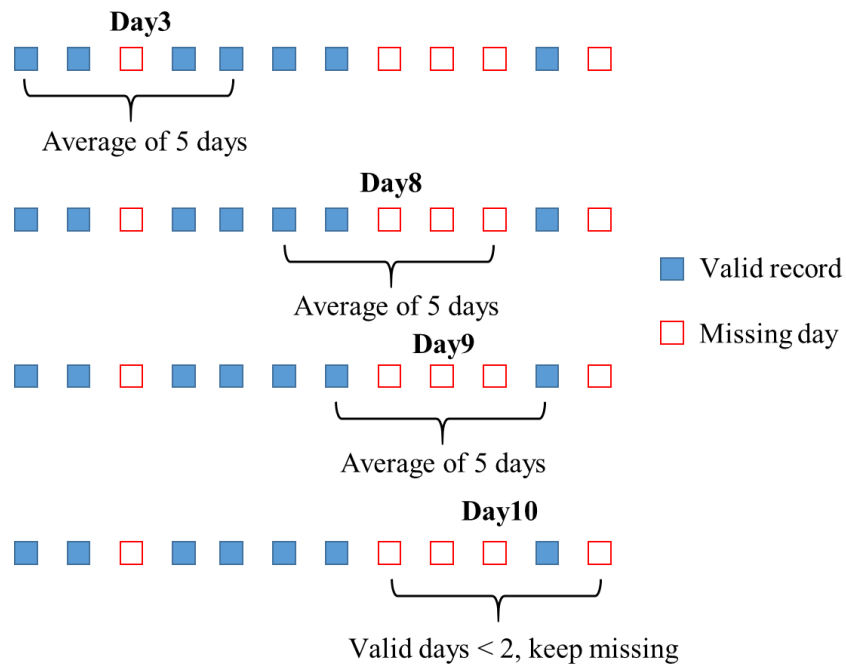 Day3
Average of 5 days
Day8
Average of 5 days
Valid record
Missing day
Day9
Average of 5 days
Day10
Valid days < 2, keep missing